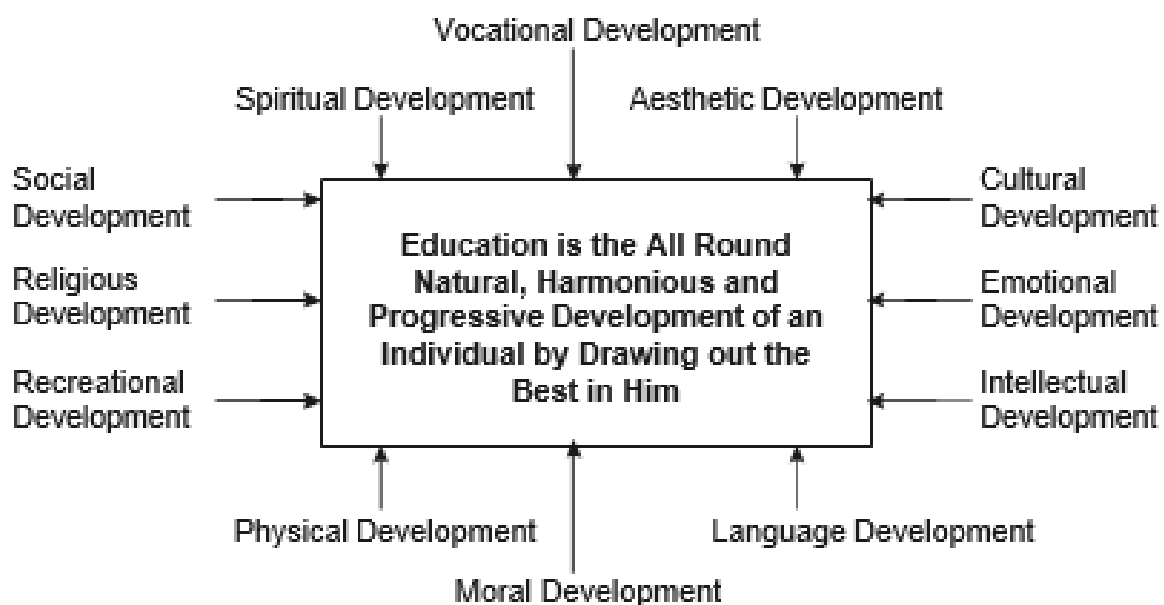 Vocational Development
Spiritual Development
Aesthetic Development
Social
Development
Cultural
Development
Education is the All Round
Natural, Harmonious and
Progressive Development of an
Individual by Drawing out the
Best in Him
Religious
Development
Emotional
Development
Recreational
Development
Intellectual
Development
Physical Development
Language Development
Moral Development